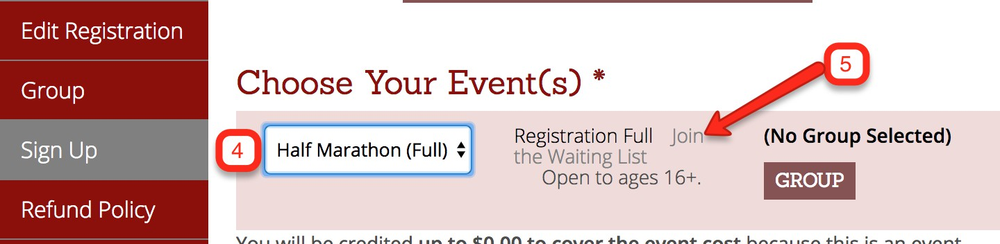 Edit Registration
Group
Sign Up
Refund Policy
Choose Your Event(s) *
4
Half Marathon (Full)
5
Registration Full Join
the Waiting List
Open to ages 16+.
(No Group Selected)
GROUP
You will be credited up to $0.00 to cover the event cost because this is an event